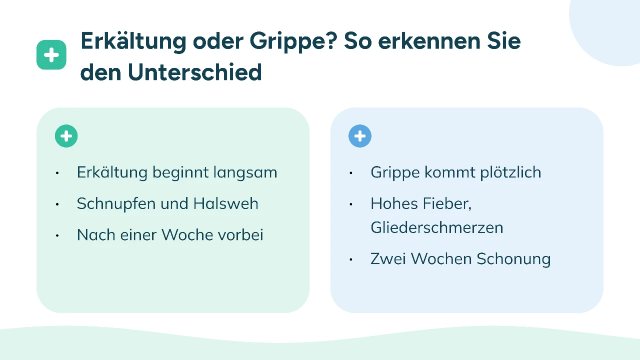 Erkältung oder Grippe? So erkennen Sie
den Unterschied
· Erkältung beginnt langsam
· Schnupfen und Halsweh
· Nach einer Woche vorbei
· Grippe kommt plötzlich
· Hohes Fieber,
Gliederschmerzen
· Zwei Wochen Schonung